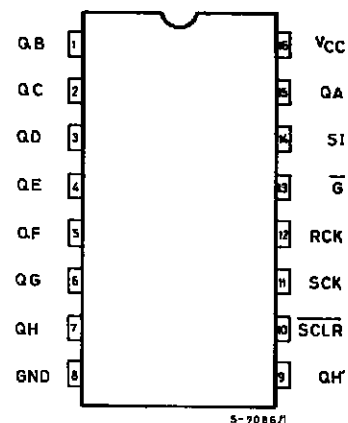 QB 1 16 VCC
QC 2 15 QA
QD 3 14 SI
QE 4 13 G̅
QF 5 12 RCK
QG 6 11 SCK
QH 7 10 S̅C̅L̅R̅
GND 8 9 QH'
S-7086/1